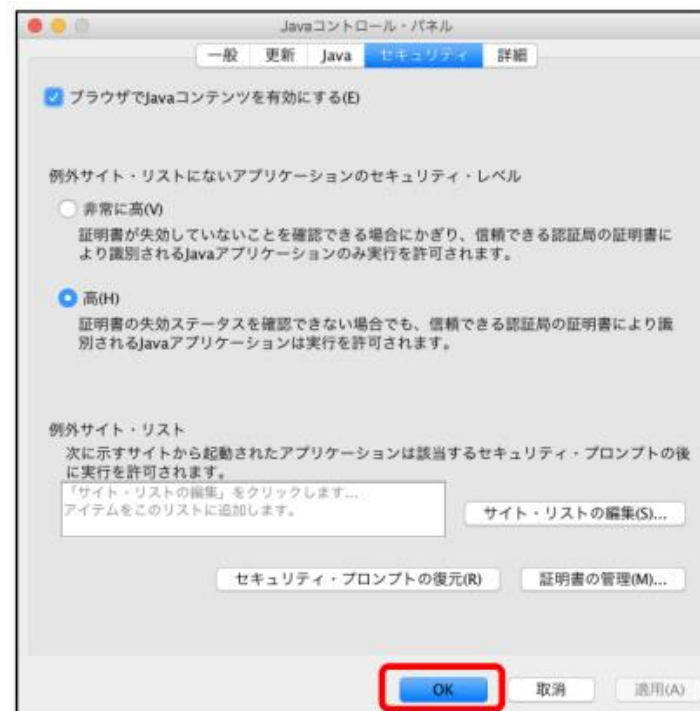 Javaコントロール・パネル
一般 更新 Java セキュリティ 詳細
ブラウザでJavaコンテンツを有効にする(E)
例外サイト・リストにないアプリケーションのセキュリティ・レベル
非常に高(V)
証明書が失効していないことを確認できる場合にかぎり、信頼できる認証局の証明書に
より識別されるJavaアプリケーションのみ実行を許可されます。
高(H)
証明書の失効ステータスを確認できない場合でも、信頼できる認証局の証明書により識
別されるJavaアプリケーションは実行を許可されます。
例外サイト・リスト
次に示すサイトから起動されたアプリケーションは該当するセキュリティ・プロンプトの後
に実行を許可されます。
「サイト・リストの編集」をクリックします...
アイテムをこのリストに追加します。
サイト・リストの編集(S)...
セキュリティ・プロンプトの復元(R) 証明書の管理(M)...
OK 取消 適用(A)